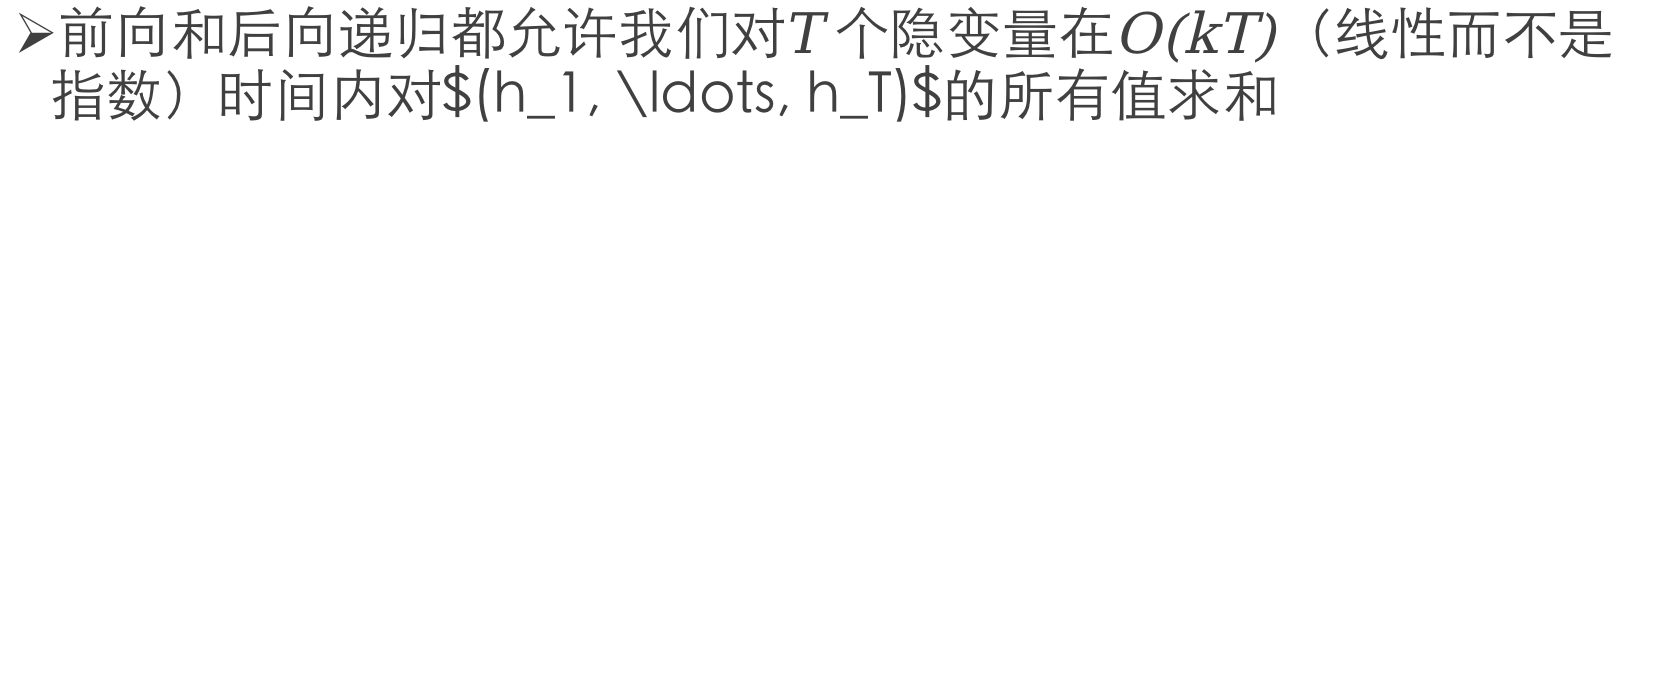 ➢前向和后向递归都允许我们对T 个隐变量在O(kT)（线性而不是
指数）时间内对$(h_1, \ldots, h_T)$的所有值求和